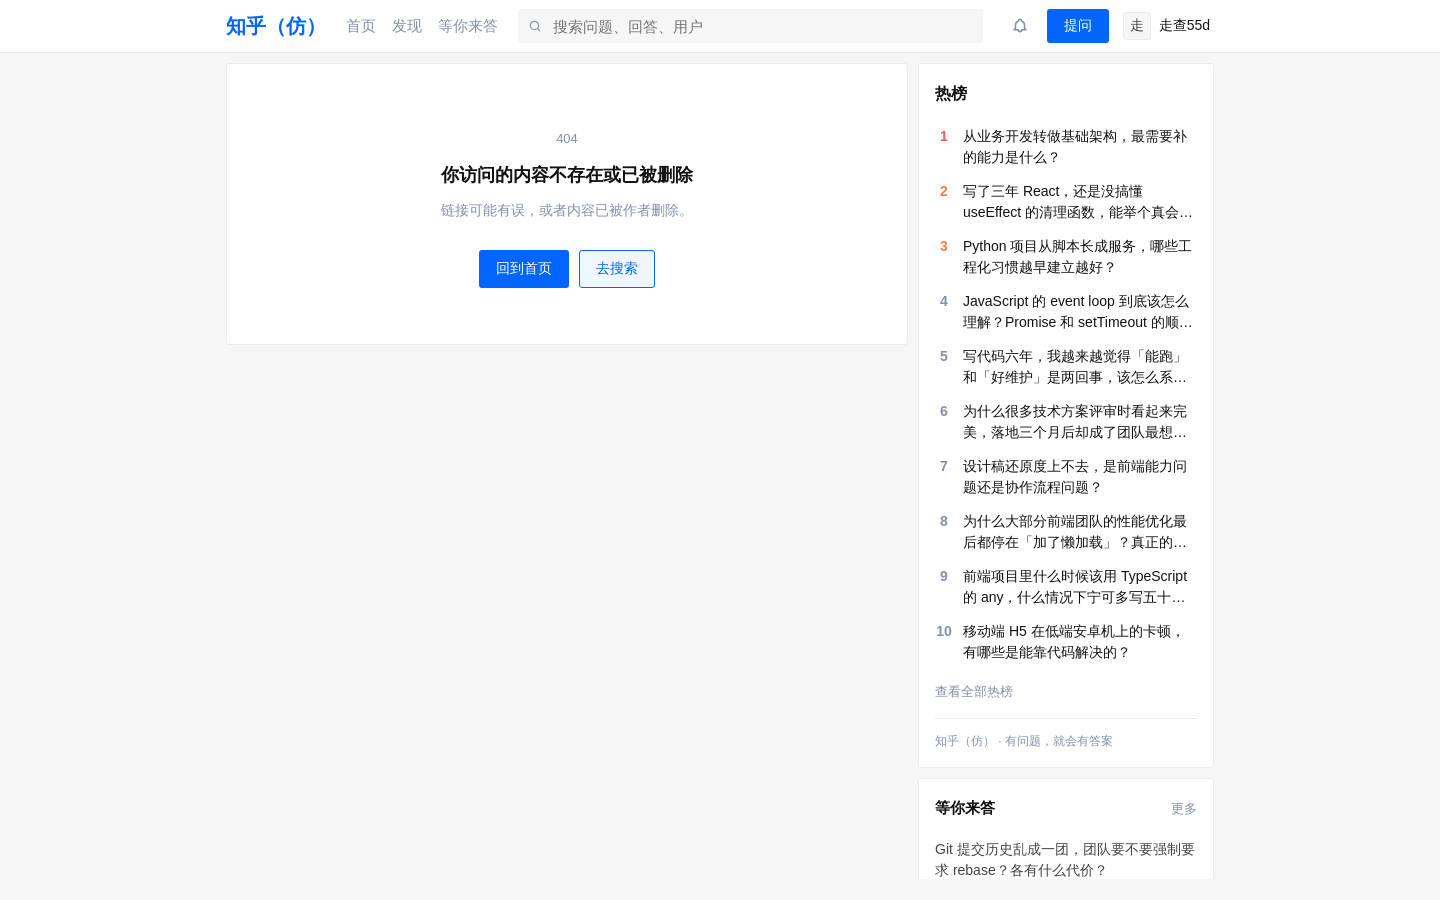 知乎（仿）
首页 发现 等你来答
搜索问题、回答、用户
提问
走 走查55d
404
你访问的内容不存在或已被删除
链接可能有误，或者内容已被作者删除。
回到首页 去搜索
热榜
1 从业务开发转做基础架构，最需要补
的能力是什么？
2 写了三年 React，还是没搞懂
useEffect 的清理函数，能举个真会…
3 Python 项目从脚本长成服务，哪些工
程化习惯越早建立越好？
4 JavaScript 的 event loop 到底该怎么
理解？Promise 和 setTimeout 的顺…
5 写代码六年，我越来越觉得「能跑」
和「好维护」是两回事，该怎么系…
6 为什么很多技术方案评审时看起来完
美，落地三个月后却成了团队最想…
7 设计稿还原度上不去，是前端能力问
题还是协作流程问题？
8 为什么大部分前端团队的性能优化最
后都停在「加了懒加载」？真正的…
9 前端项目里什么时候该用 TypeScript
的 any，什么情况下宁可多写五十…
10 移动端 H5 在低端安卓机上的卡顿，
有哪些是能靠代码解决的？
查看全部热榜
知乎（仿） · 有问题，就会有答案
等你来答 更多
Git 提交历史乱成一团，团队要不要强制要
求 rebase？各有什么代价？